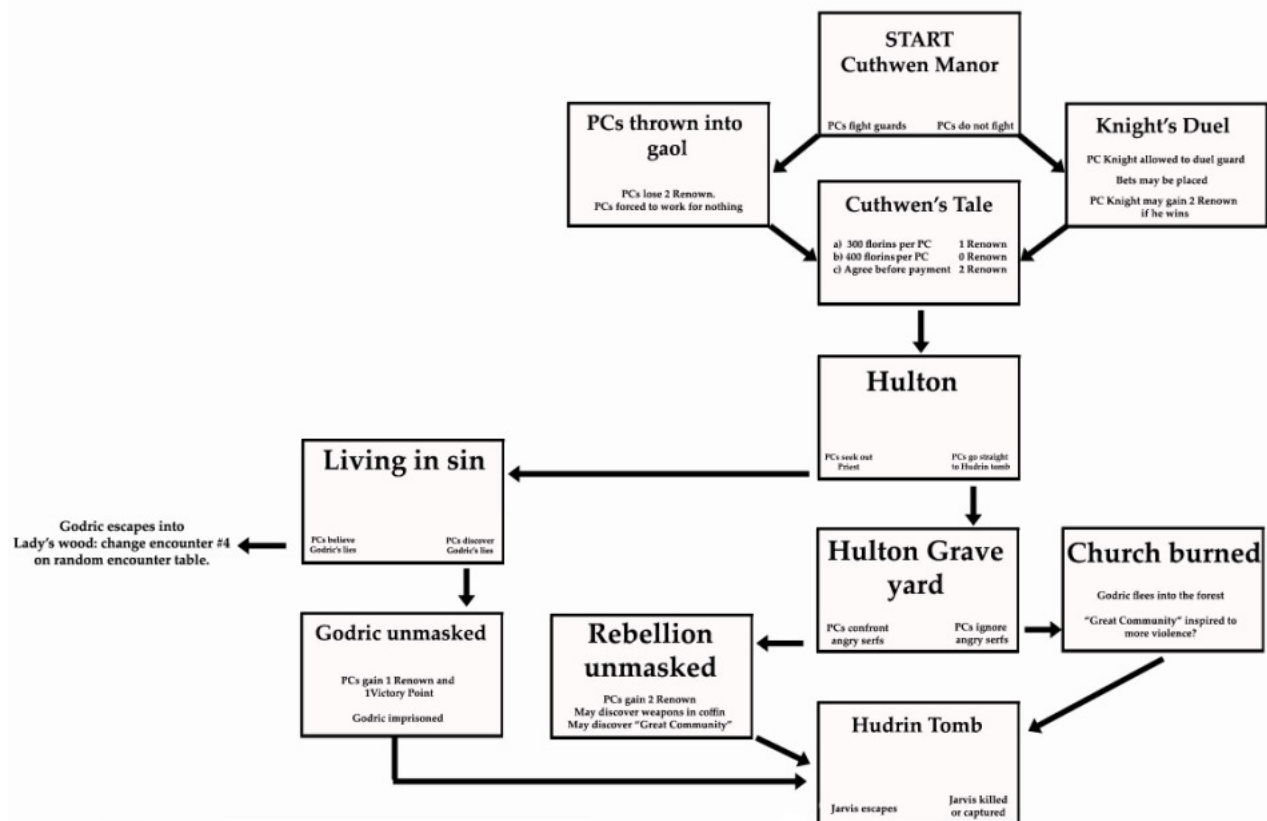 START
Cuthwen Manor
PCs fight guards
PCs do not fight
PCs thrown into
gaol
PCs lose 2 Renown.
PCs forced to work for nothing
Knight's Duel
PC Knight allowed to duel guard
Bets may be placed
PC Knight may gain 2 Renown
if he wins
Cuthwen's Tale
a) 300 florins per PC 1 Renown
b) 400 florins per PC 0 Renown
c) Agree before payment 2 Renown
Hulton
PCs seek out
Priest
PCs go straight
to Hudrin tomb
Living in sin
PCs believe
Godric's lies
PCs discover
Godric's lies
Godric escapes into
Lady's wood: change encounter #4
on random encounter table.
Hulton Grave
yard
PCs confront
angry serfs
PCs ignore
angry serfs
Church burned
Godric flees into the forest
"Great Community" inspired to
more violence?
Godric unmasked
PCs gain 1 Renown and
1Victory Point
Godric imprisoned
Rebellion
unmasked
PCs gain 2 Renown
May discover weapons in coffin
May discover "Great Community"
Hudrin Tomb
Jarvis escapes
Jarvis killed
or captured